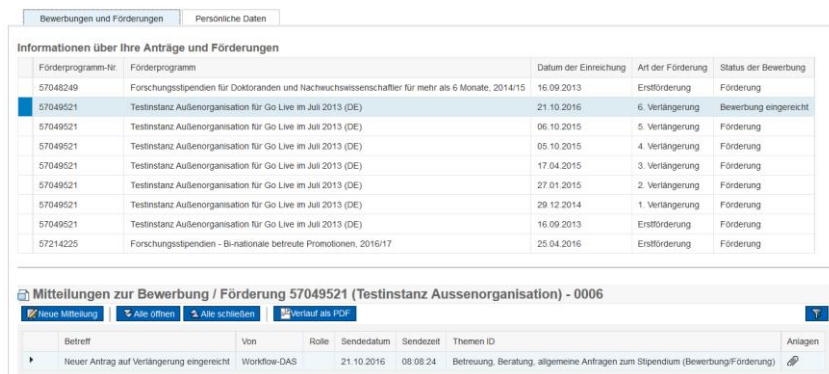 Bewerbungen und Förderungen Persönliche Daten
Informationen über Ihre Anträge und Förderungen
Förderprogramm-Nr. Förderprogramm Datum der Einreichung Art der Förderung Status der Bewerbung
57048249 Forschungsstipendien für Doktoranden und Nachwuchswissenschaftler für mehr als 6 Monate, 2014/15 16.09.2013 Erstförderung Förderung
57049521 Testinstanz Außenorganisation für Go Live im Juli 2013 (DE) 21.10.2016 6. Verlängerung Bewerbung eingereicht
57049521 Testinstanz Außenorganisation für Go Live im Juli 2013 (DE) 06.10.2015 5. Verlängerung Förderung
57049521 Testinstanz Außenorganisation für Go Live im Juli 2013 (DE) 05.10.2015 4. Verlängerung Förderung
57049521 Testinstanz Außenorganisation für Go Live im Juli 2013 (DE) 17.04.2015 3. Verlängerung Förderung
57049521 Testinstanz Außenorganisation für Go Live im Juli 2013 (DE) 27.01.2015 2. Verlängerung Förderung
57049521 Testinstanz Außenorganisation für Go Live im Juli 2013 (DE) 29.12.2014 1. Verlängerung Förderung
57049521 Testinstanz Außenorganisation für Go Live im Juli 2013 (DE) 16.09.2013 Erstförderung Förderung
57214225 Forschungsstipendien - Bi-nationale betreute Promotionen, 2016/17 25.04.2016 Erstförderung Förderung
Mitteilungen zur Bewerbung / Förderung 57049521 (Testinstanz Aussenorganisation) - 0006
Neue Mitteilung Alle öffnen Alle schließen Verlauf als PDF
Betreff Von Rolle Sendedatum Sendezeit Themen ID Anlagen
Neuer Antrag auf Verlängerung eingereicht Workflow-DAS 21.10.2016 08:08:24 Betreuung, Beratung, allgemeine Anfragen zum Stipendium (Bewerbung/Förderung)